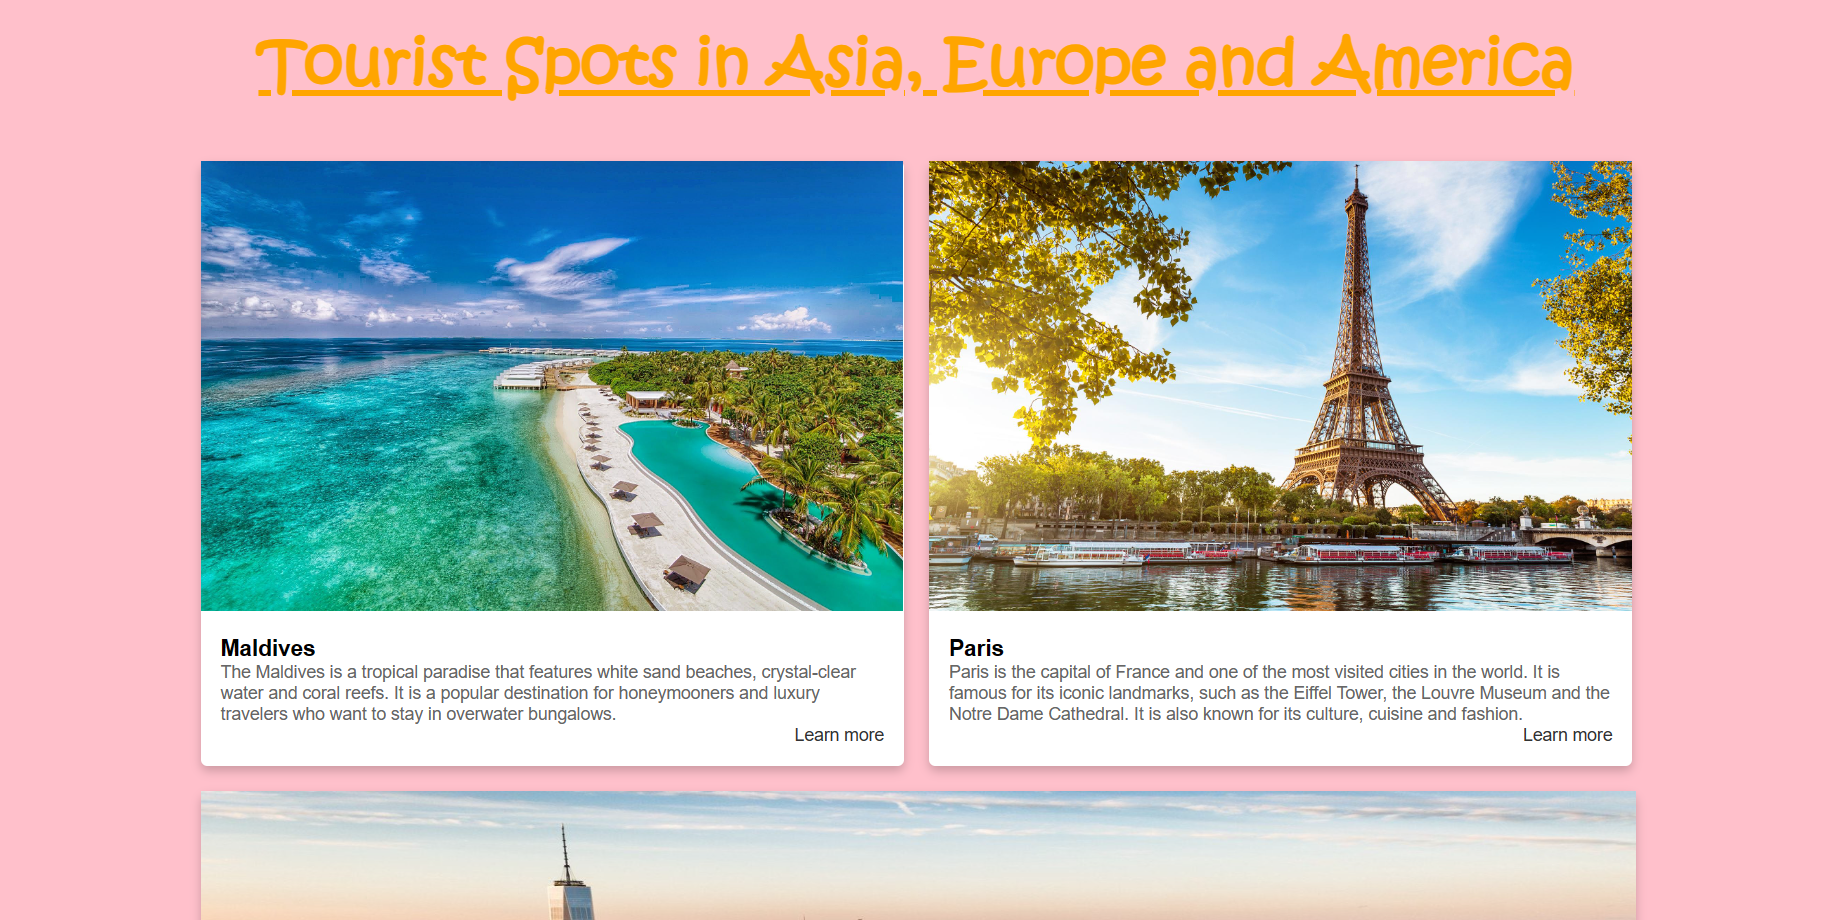 Tourist Spots in Asia, Europe and America
Maldives
The Maldives is a tropical paradise that features white sand beaches, crystal-clear
water and coral reefs. It is a popular destination for honeymooners and luxury
travelers who want to stay in overwater bungalows.
Learn more
Paris
Paris is the capital of France and one of the most visited cities in the world. It is
famous for its iconic landmarks, such as the Eiffel Tower, the Louvre Museum and the
Notre Dame Cathedral. It is also known for its culture, cuisine and fashion.
Learn more